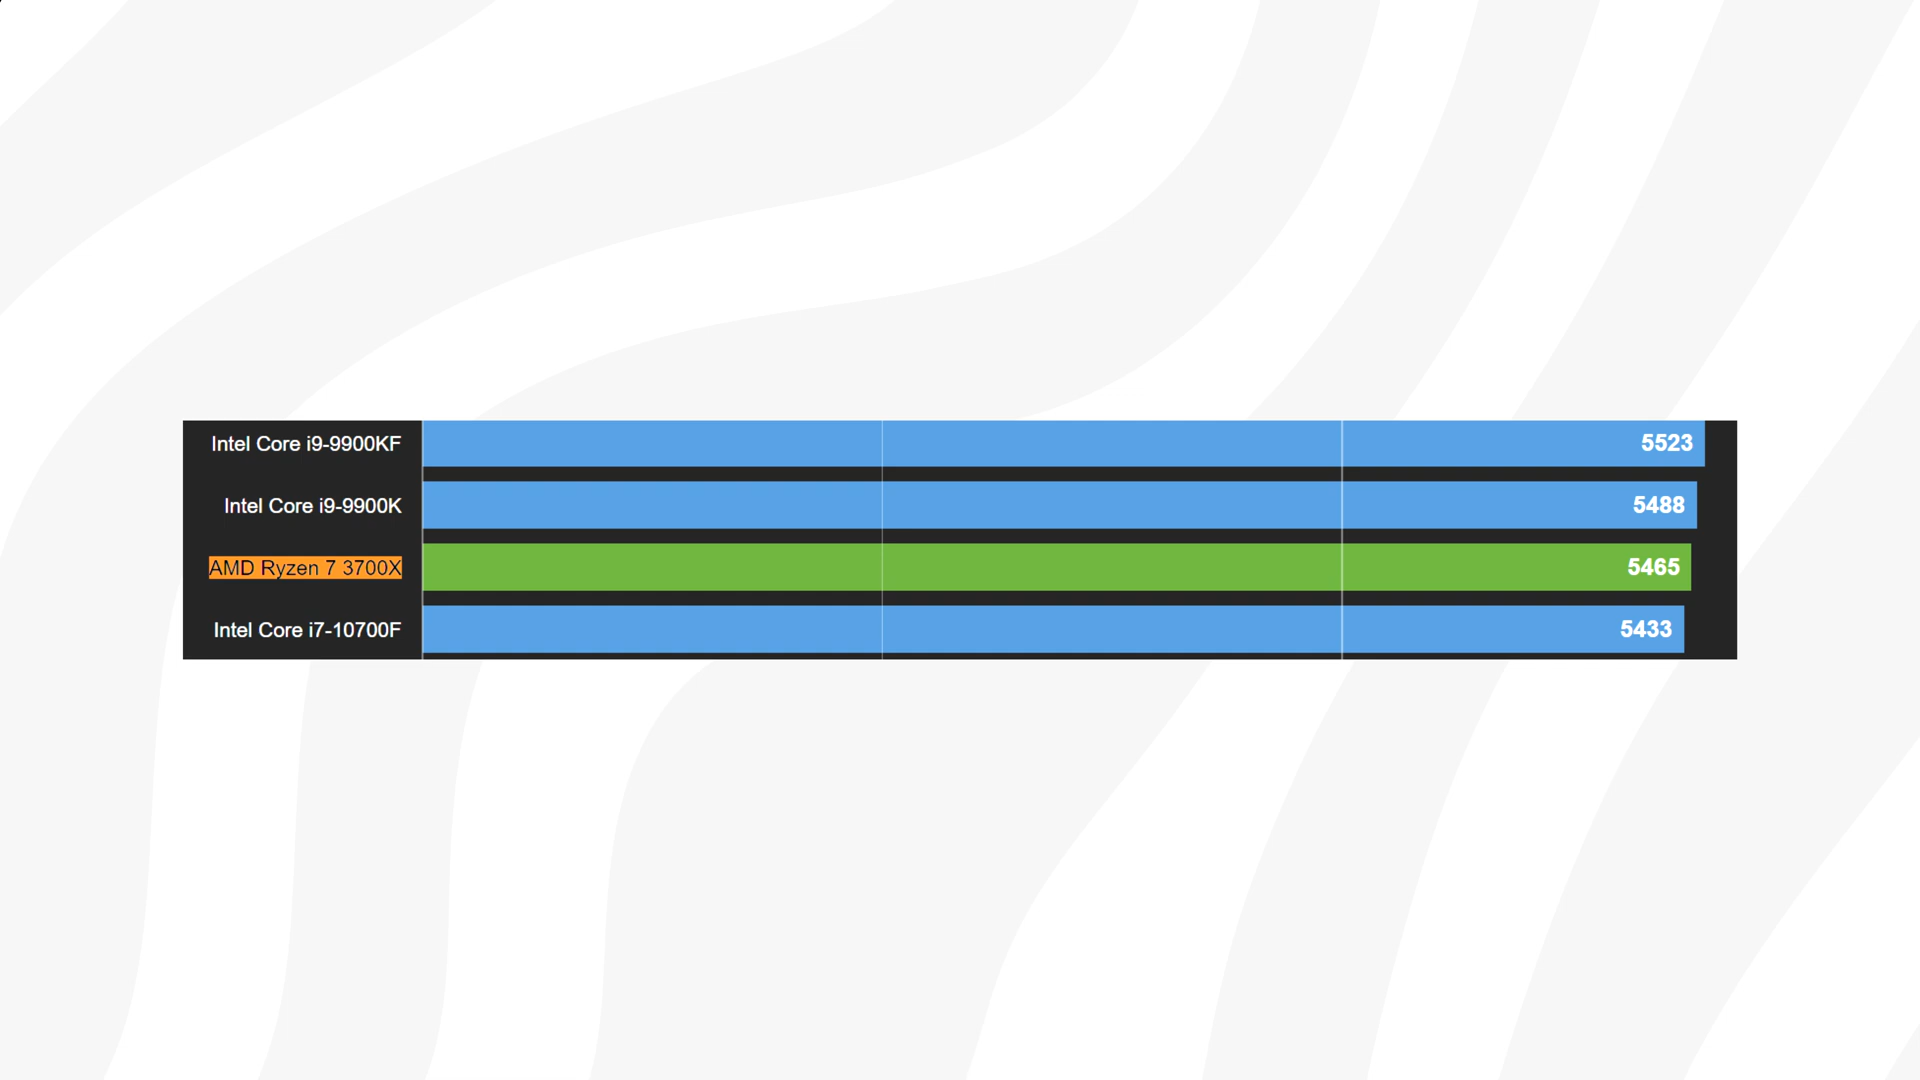 Intel Core i9-9900KF 5523
Intel Core i9-9900K 5488
AMD Ryzen 7 3700X 5465
Intel Core i7-10700F 5433